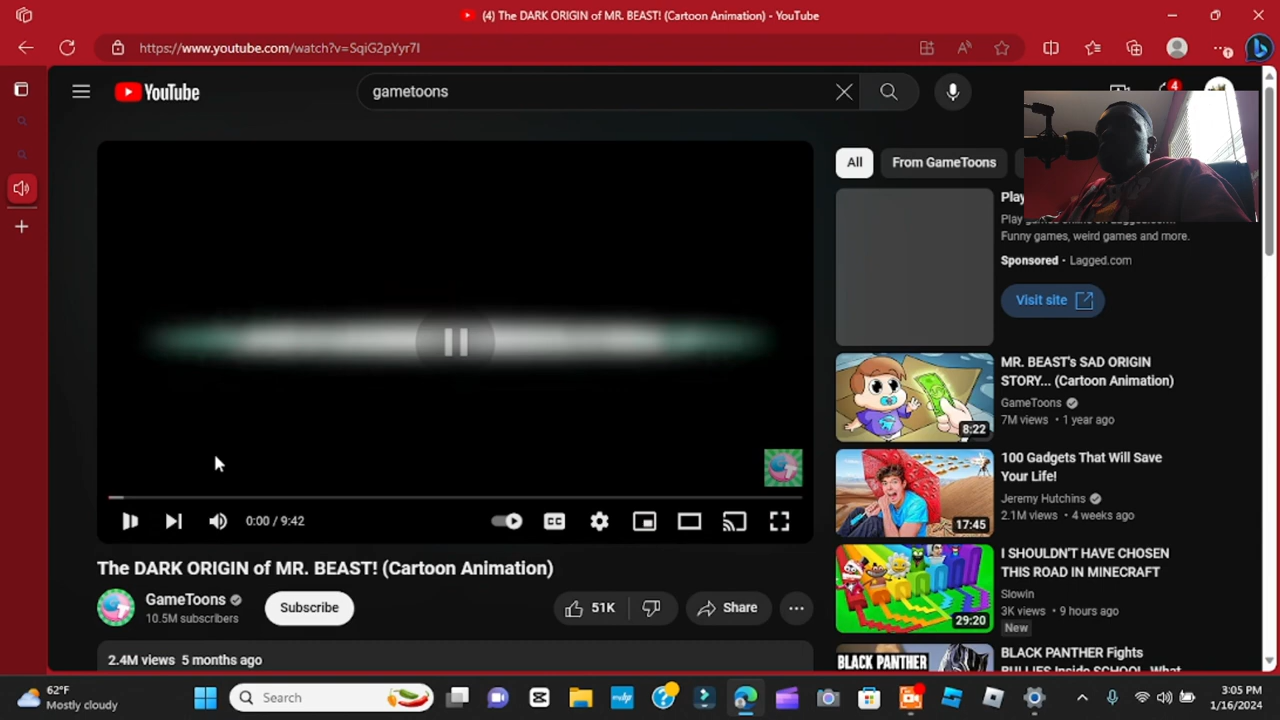 (4) The DARK ORIGIN of MR. BEAST! (Cartoon Animation) - YouTube
https://www.youtube.com/watch?v=SqiG2pYyr7I
YouTube
gametoons
4
All
From GameToons
Play
Funny games, weird games and more.
Sponsored • Lagged.com
Visit site
MR. BEAST's SAD ORIGIN
STORY... (Cartoon Animation)
GameToons
7M views • 1 year ago
8:22
100 Gadgets That Will Save
Your Life!
Jeremy Hutchins
2.1M views • 4 weeks ago
17:45
I SHOULDN'T HAVE CHOSEN
THIS ROAD IN MINECRAFT
Slowin
3K views • 9 hours ago
New
29:20
BLACK PANTHER
BLACK PANTHER Fights
0:00 / 9:42
CC
The DARK ORIGIN of MR. BEAST! (Cartoon Animation)
GameToons
10.5M subscribers
Subscribe
51K
Share
2.4M views 5 months ago
62°F
Mostly cloudy
Search
3:05 PM
1/16/2024